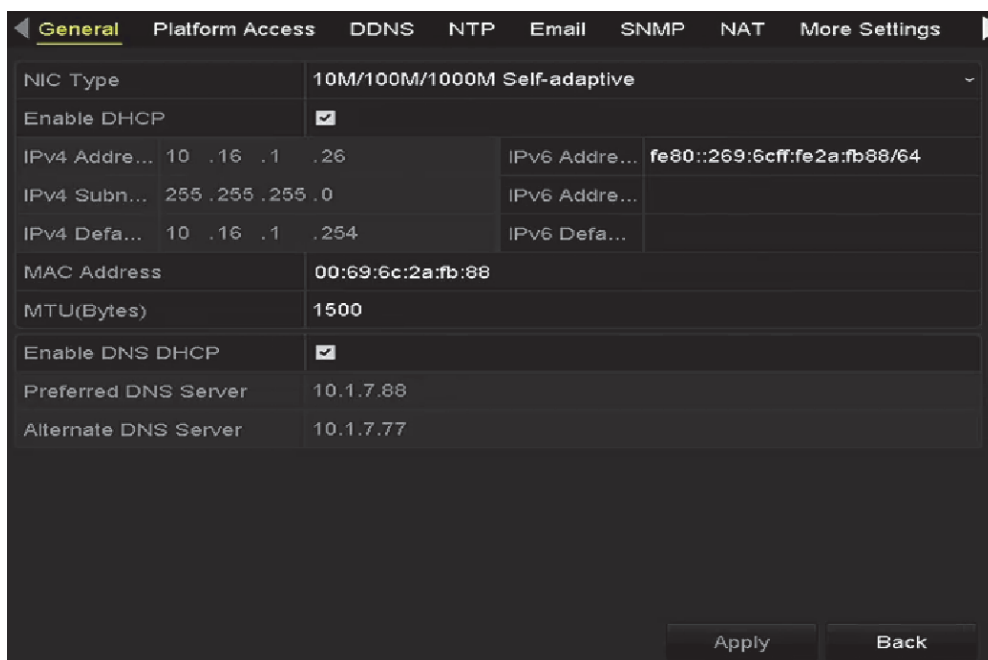 General Platform Access DDNS NTP Email SNMP NAT More Settings
NIC Type 10M/100M/1000M Self-adaptive
Enable DHCP
IPv4 Addre... 10 .16 .1 .26 IPv6 Addre... fe80::269:6cff:fe2a:fb88/64
IPv4 Subn... 255.255.255.0 IPv6 Addre...
IPv4 Defa... 10 .16 .1 .254 IPv6 Defa...
MAC Address 00:69:6c:2a:fb:88
MTU(Bytes) 1500
Enable DNS DHCP
Preferred DNS Server 10.1.7.88
Alternate DNS Server 10.1.7.77
Apply Back